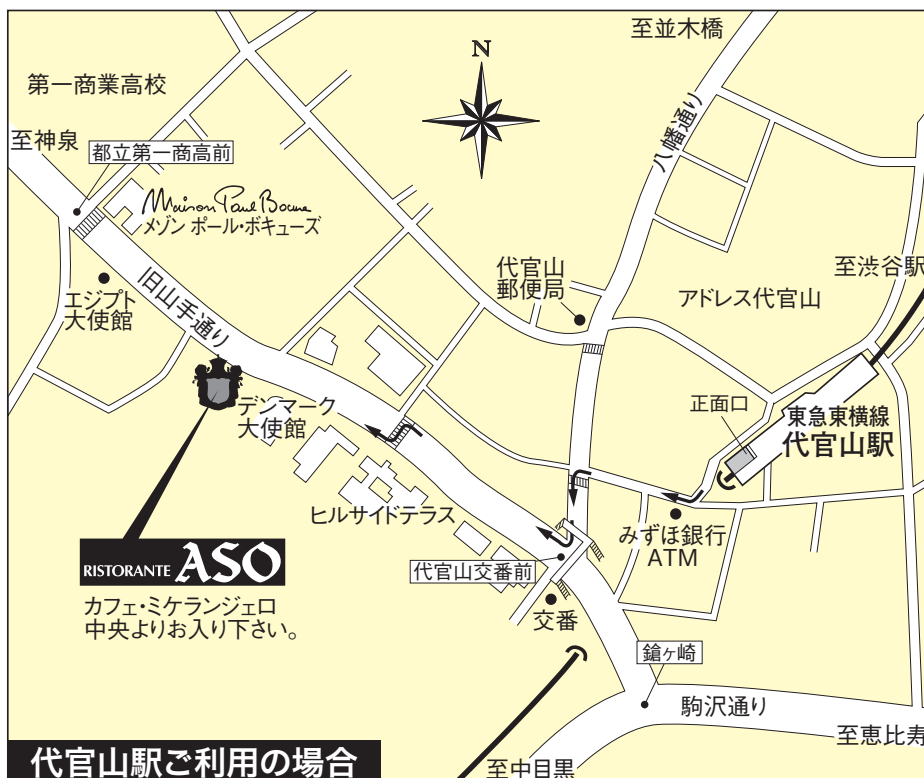 至並木橋
N
第一商業高校
八幡通り
至神泉
都立第一商高前
Maison Paul Bocuse
メゾン ポール・ボキューズ
代官山
郵便局
至渋谷駅
アドレス代官山
エジプト
大使館
旧山手通り
正面口
東急東横線
代官山駅
デンマーク
大使館
ヒルサイドテラス
みずほ銀行
ATM
RISTORANTE ASO
代官山交番前
カフェ・ミケランジェロ
中央よりお入り下さい。
交番
鎗ヶ崎
駒沢通り
至恵比寿
代官山駅ご利用の場合
至中目黒